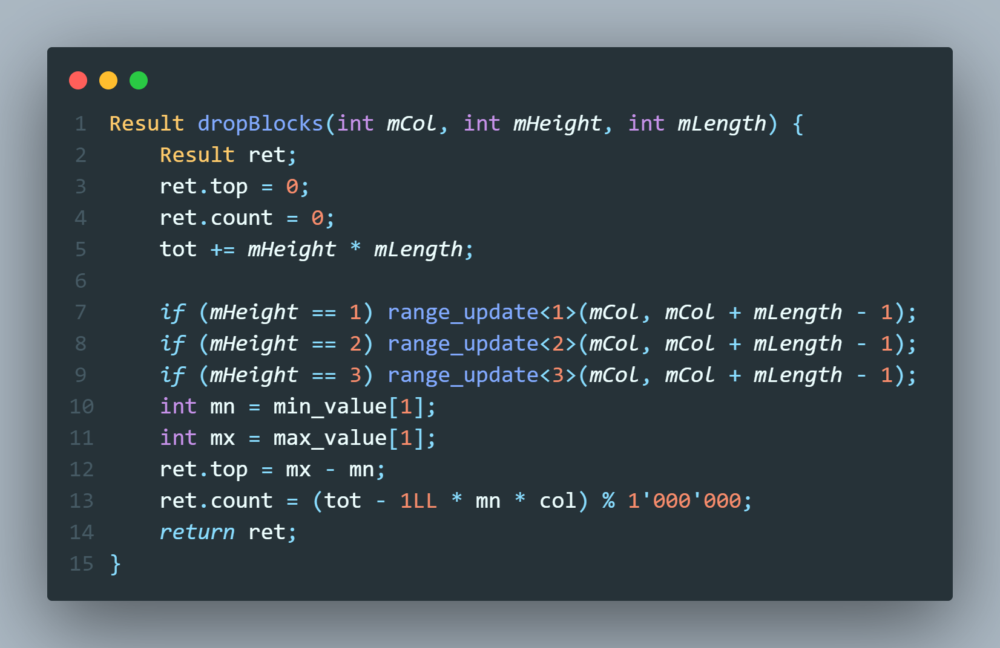 1 Result dropBlocks(int mCol, int mHeight, int mLength) {
2     Result ret;
3     ret.top = 0;
4     ret.count = 0;
5     tot += mHeight * mLength;
6
7     if (mHeight == 1) range_update<1>(mCol, mCol + mLength - 1);
8     if (mHeight == 2) range_update<2>(mCol, mCol + mLength - 1);
9     if (mHeight == 3) range_update<3>(mCol, mCol + mLength - 1);
10     int mn = min_value[1];
11     int mx = max_value[1];
12     ret.top = mx - mn;
13     ret.count = (tot - 1LL * mn * col) % 1'000'000;
14     return ret;
15 }